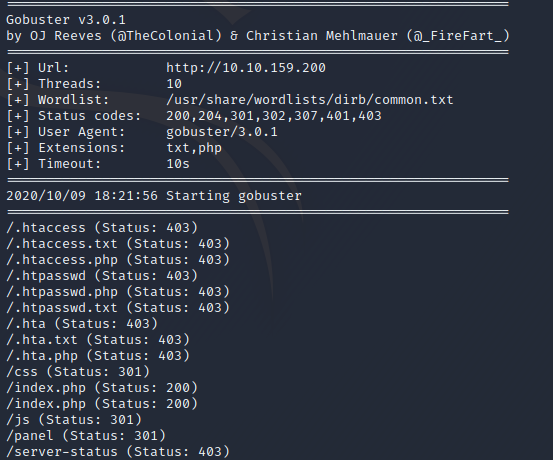 Gobuster v3.0.1
by OJ Reeves (@TheColonial) & Christian Mehlmauer (@_FireFart_)
[+] Url: http://10.10.159.200
[+] Threads: 10
[+] Wordlist: /usr/share/wordlists/dirb/common.txt
[+] Status codes: 200,204,301,302,307,401,403
[+] User Agent: gobuster/3.0.1
[+] Extensions: txt,php
[+] Timeout: 10s
2020/10/09 18:21:56 Starting gobuster
/.htaccess (Status: 403)
/.htaccess.txt (Status: 403)
/.htaccess.php (Status: 403)
/.htpasswd (Status: 403)
/.htpasswd.php (Status: 403)
/.htpasswd.txt (Status: 403)
/.hta (Status: 403)
/.hta.txt (Status: 403)
/.hta.php (Status: 403)
/css (Status: 301)
/index.php (Status: 200)
/index.php (Status: 200)
/js (Status: 301)
/panel (Status: 301)
/server-status (Status: 403)